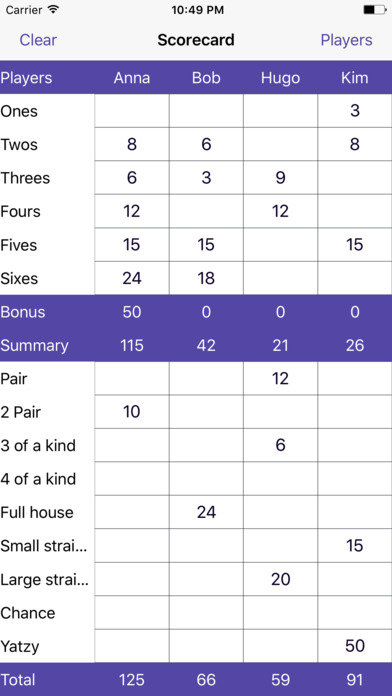 Carrier 10:49 PM
Clear Scorecard Players
Players Anna Bob Hugo Kim
Ones 3
Twos 8 6 8
Threes 6 3 9
Fours 12 12
Fives 15 15 15
Sixes 24 18
Bonus 50 0 0 0
Summary 115 42 21 26
Pair 12
2 Pair 10
3 of a kind 6
4 of a kind
Full house 24
Small strai... 15
Large strai... 20
Chance
Yatzy 50
Total 125 66 59 91